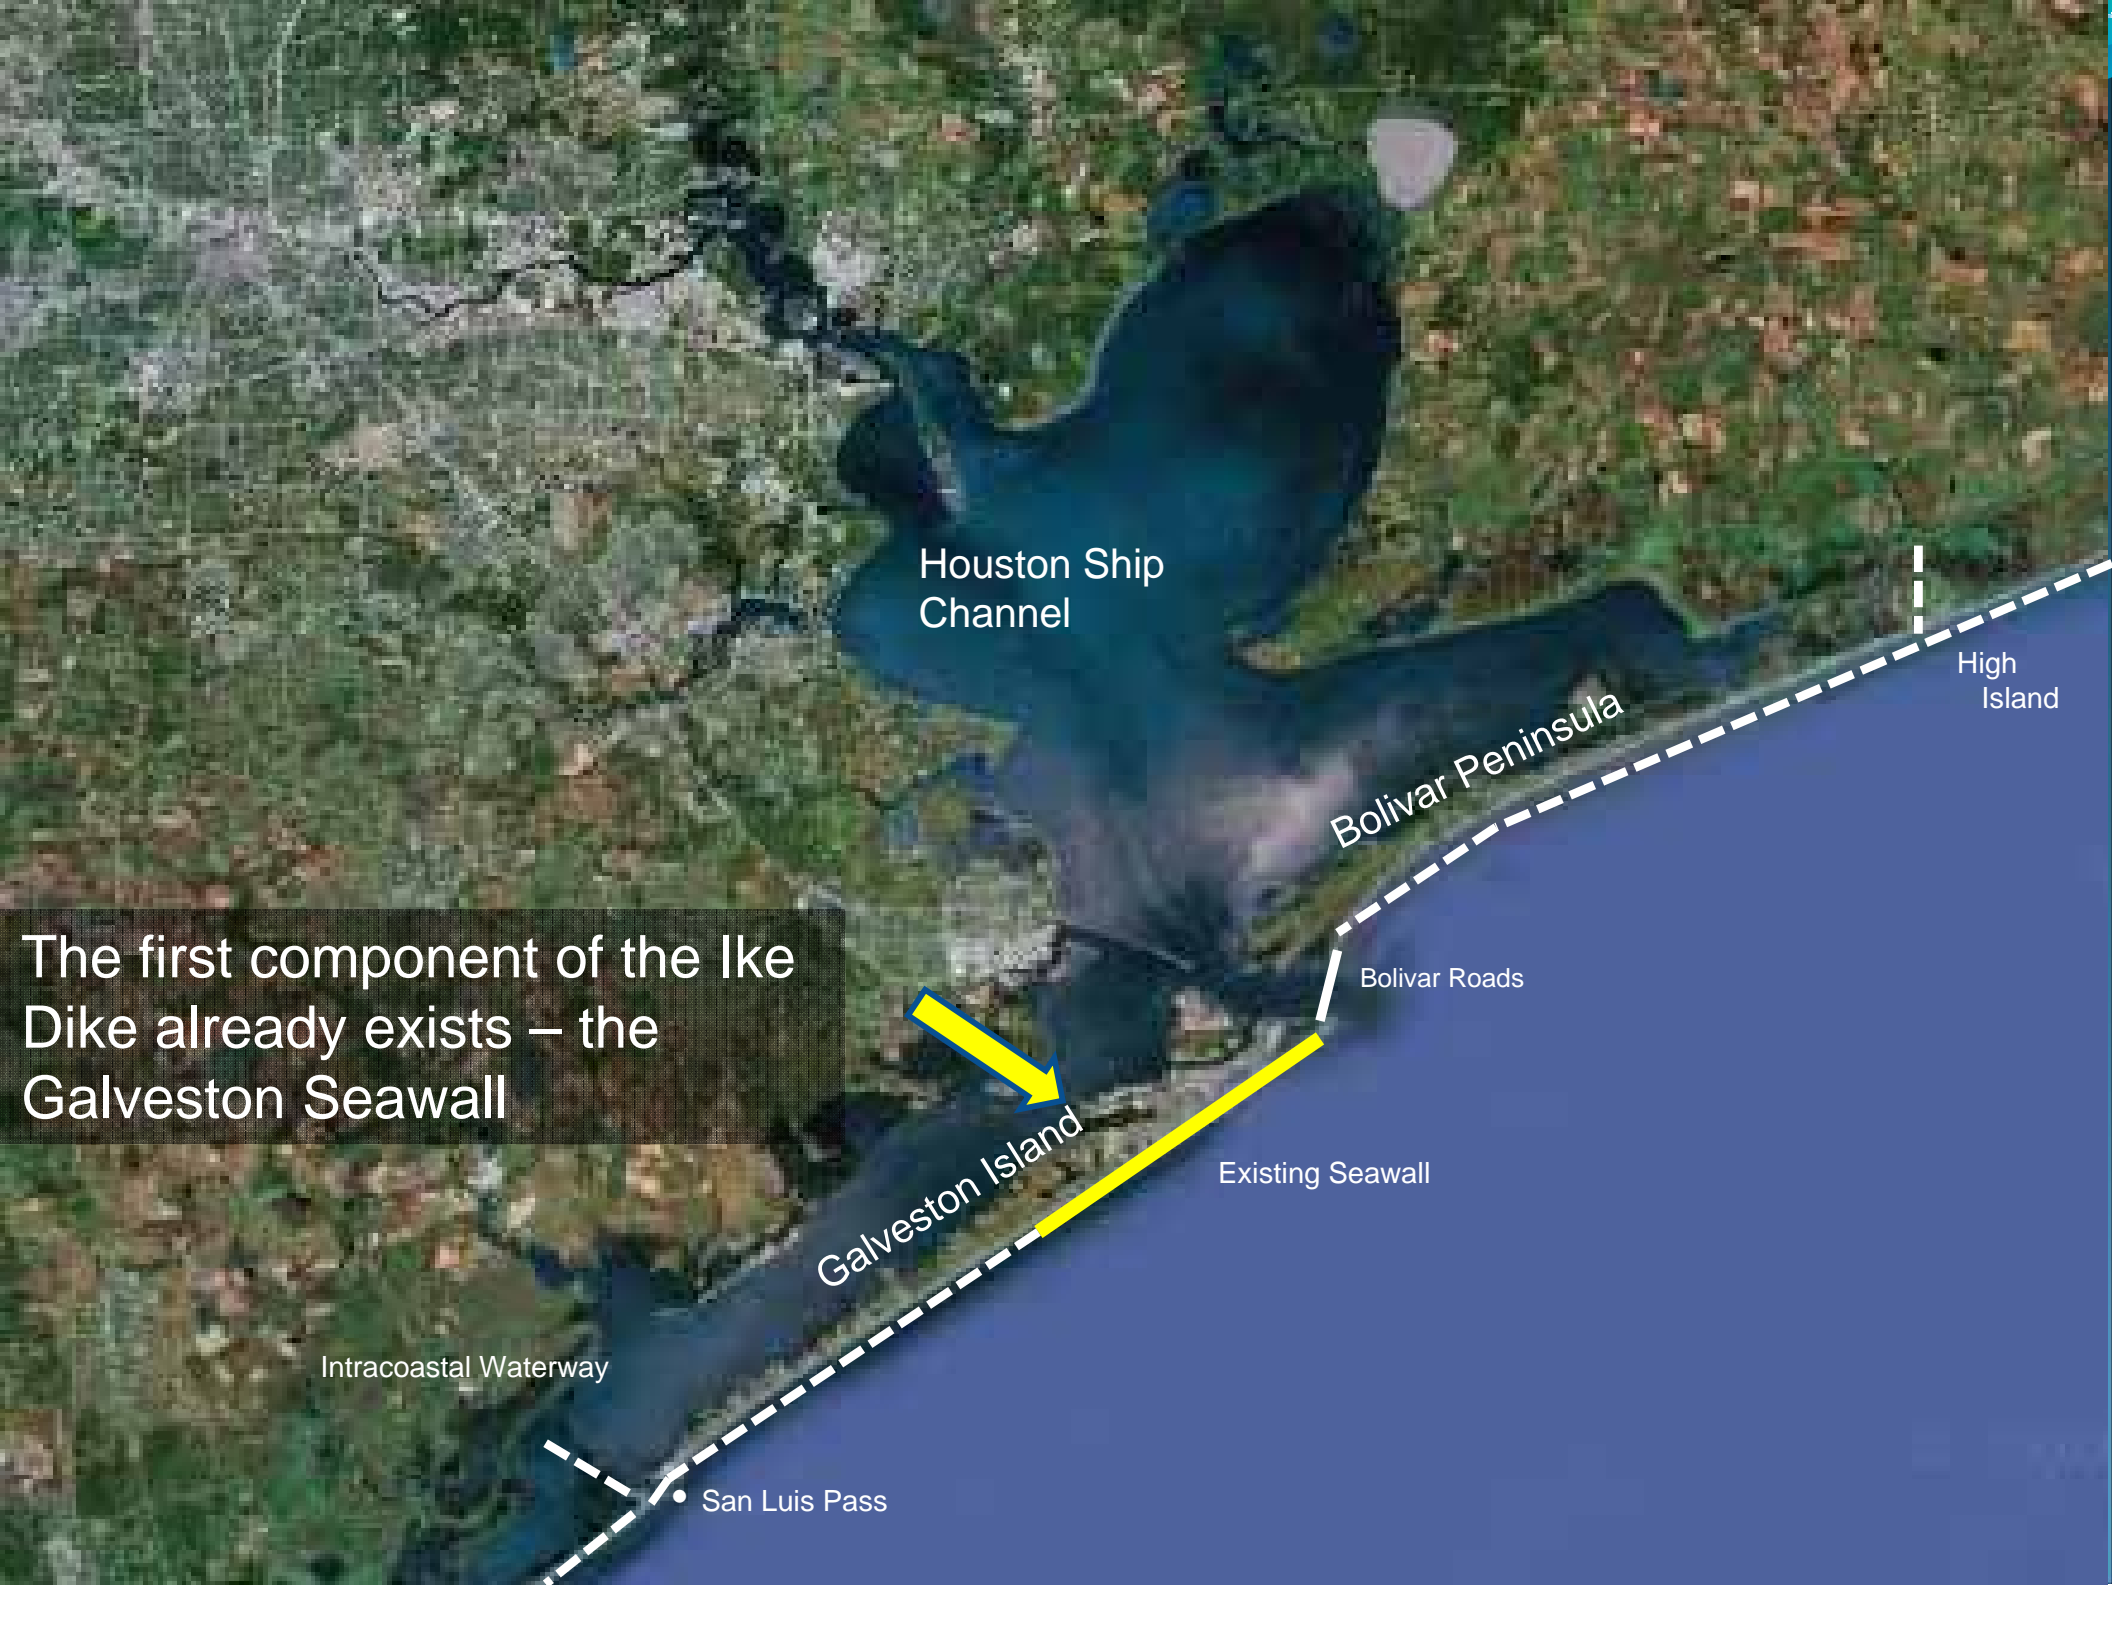 Houston Ship
Channel
High
Island
Bolivar Peninsula
The first component of the Ike
Dike already exists – the
Galveston Seawall
Bolivar Roads
Galveston Island
Existing Seawall
Intracoastal Waterway
San Luis Pass